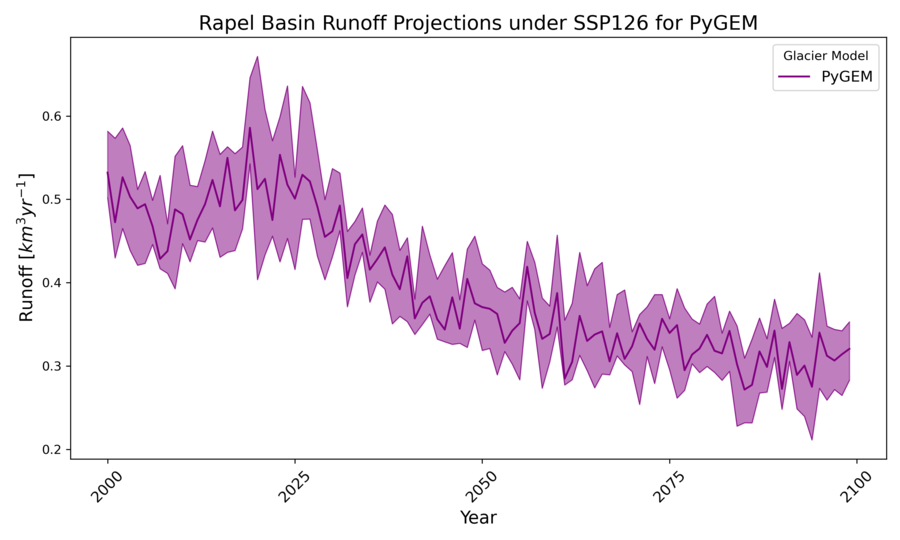 Rapel Basin Runoff Projections under SSP126 for PyGEM
Glacier Model
PyGEM
Runoff [km³yr⁻¹]
0.6
0.5
0.4
0.3
0.2
2000
2025
2050
2075
2100
Year